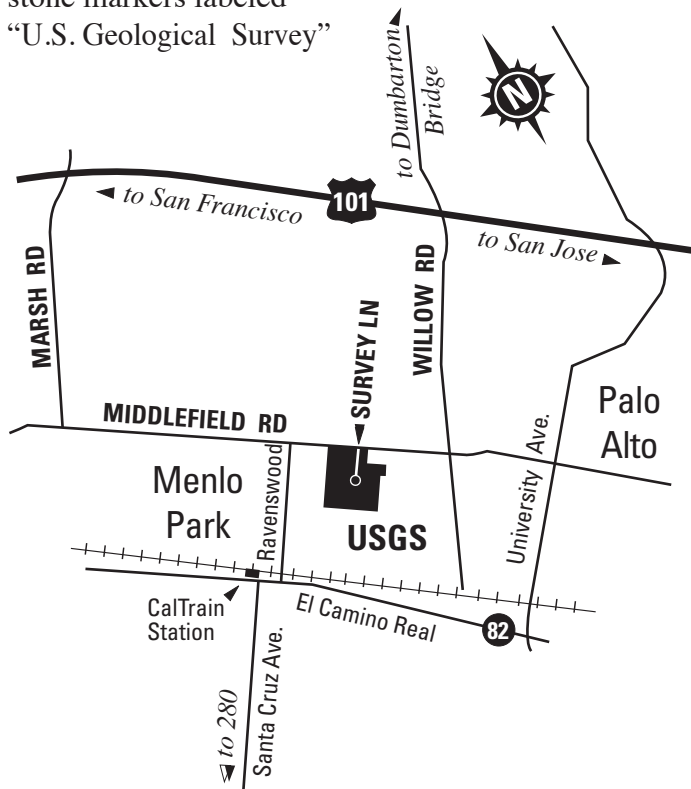 stone markers labeled
“U.S. Geological Survey”
to Dumbarton
Bridge
N
to San Francisco
101
to San Jose
MARSH RD
WILLOW RD
SURVEY LN
MIDDLEFIELD RD
Palo
Alto
University Ave.
Menlo
Park
Ravenswood
USGS
CalTrain
Station
El Camino Real
82
Santa Cruz Ave.
to 280